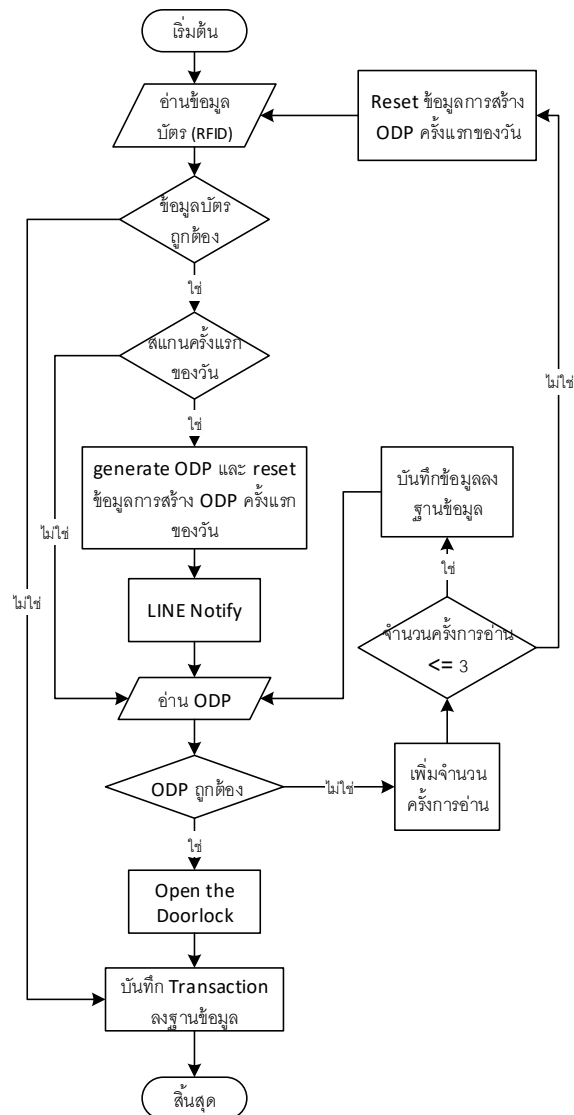 เริ่มต้น
อ่านข้อมูล
บัตร (RFID)
Reset ข้อมูลการสร้าง
ODP ครั้งแรกของวัน
ข้อมูลบัตร
ถูกต้อง
ใช่
สแกนครั้งแรก
ของวัน
ไม่ใช่
ใช่
generate ODP และ reset
ข้อมูลการสร้าง ODP ครั้งแรก
ของวัน
บันทึกข้อมูลลง
ฐานข้อมูล
ไม่ใช่
ใช่
ไม่ใช่
LINE Notify
จำนวนครั้งการอ่าน
<= 3
อ่าน ODP
ODP ถูกต้อง
ไม่ใช่
เพิ่มจำนวน
ครั้งการอ่าน
ใช่
Open the
Doorlock
บันทึก Transaction
ลงฐานข้อมูล
สิ้นสุด